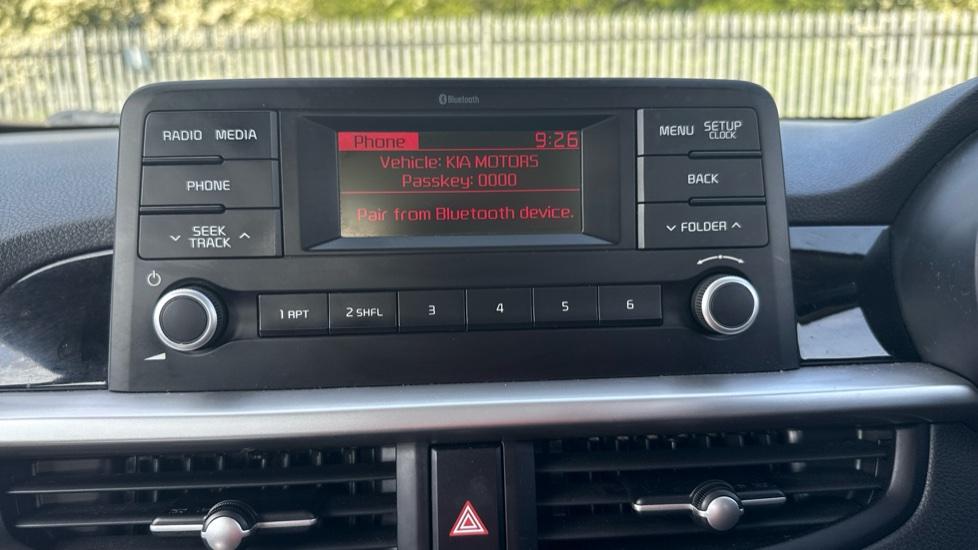 Bluetooth
RADIO MEDIA
PHONE
SEEK
TRACK
Phone 9:26
Vehicle: KIA MOTORS
Passkey: 0000
Pair from Bluetooth device.
MENU SETUP
CLOCK
BACK
FOLDER
1 RPT 2 SHFL 3 4 5 6